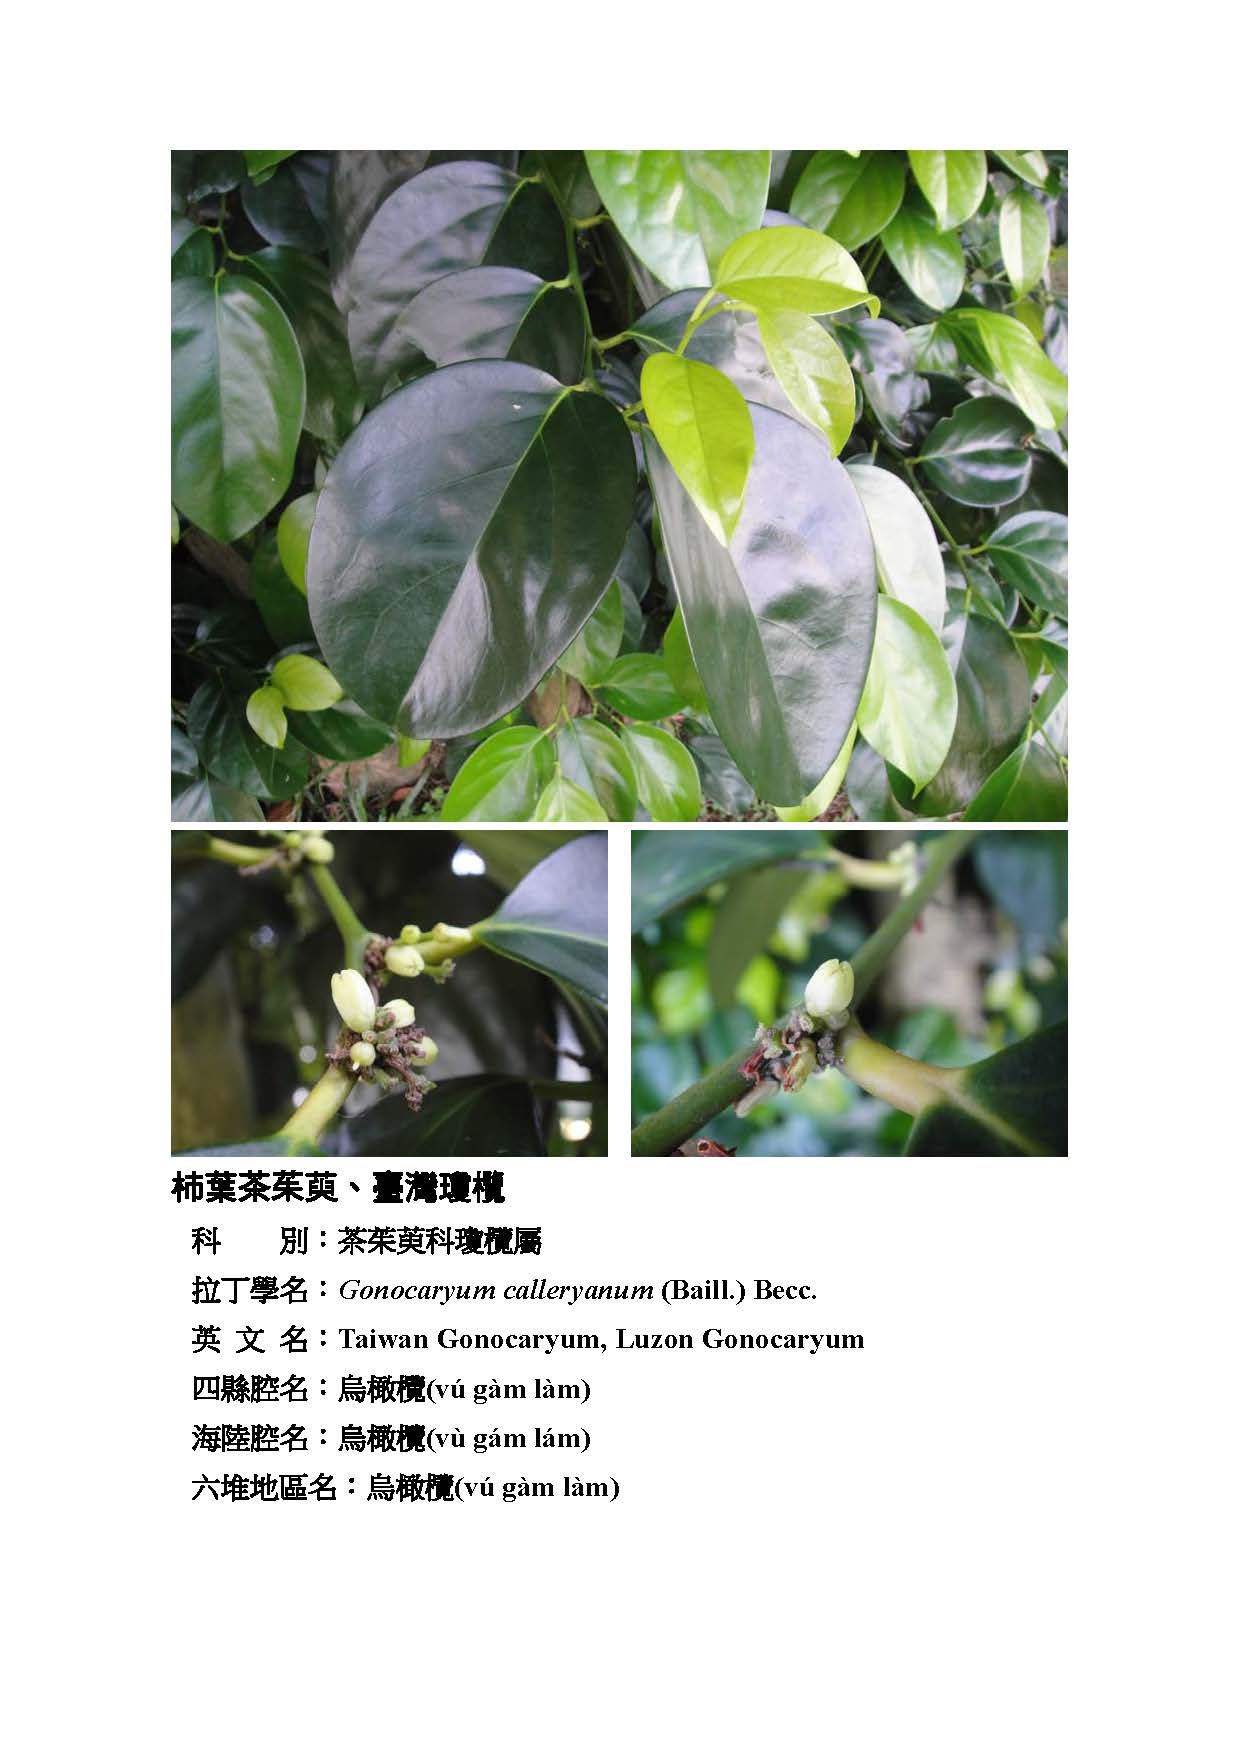 柿葉茶茱萸、臺灣瓊欖
科　　別：茶茱萸科瓊欖屬
拉丁學名：Gonocaryum calleryanum (Baill.) Becc.
英 文 名：Taiwan Gonocaryum, Luzon Gonocaryum
四縣腔名：烏橄欖(vú gàm làm)
海陸腔名：烏橄欖(vù gám lám)
六堆地區名：烏橄欖(vú gàm làm)